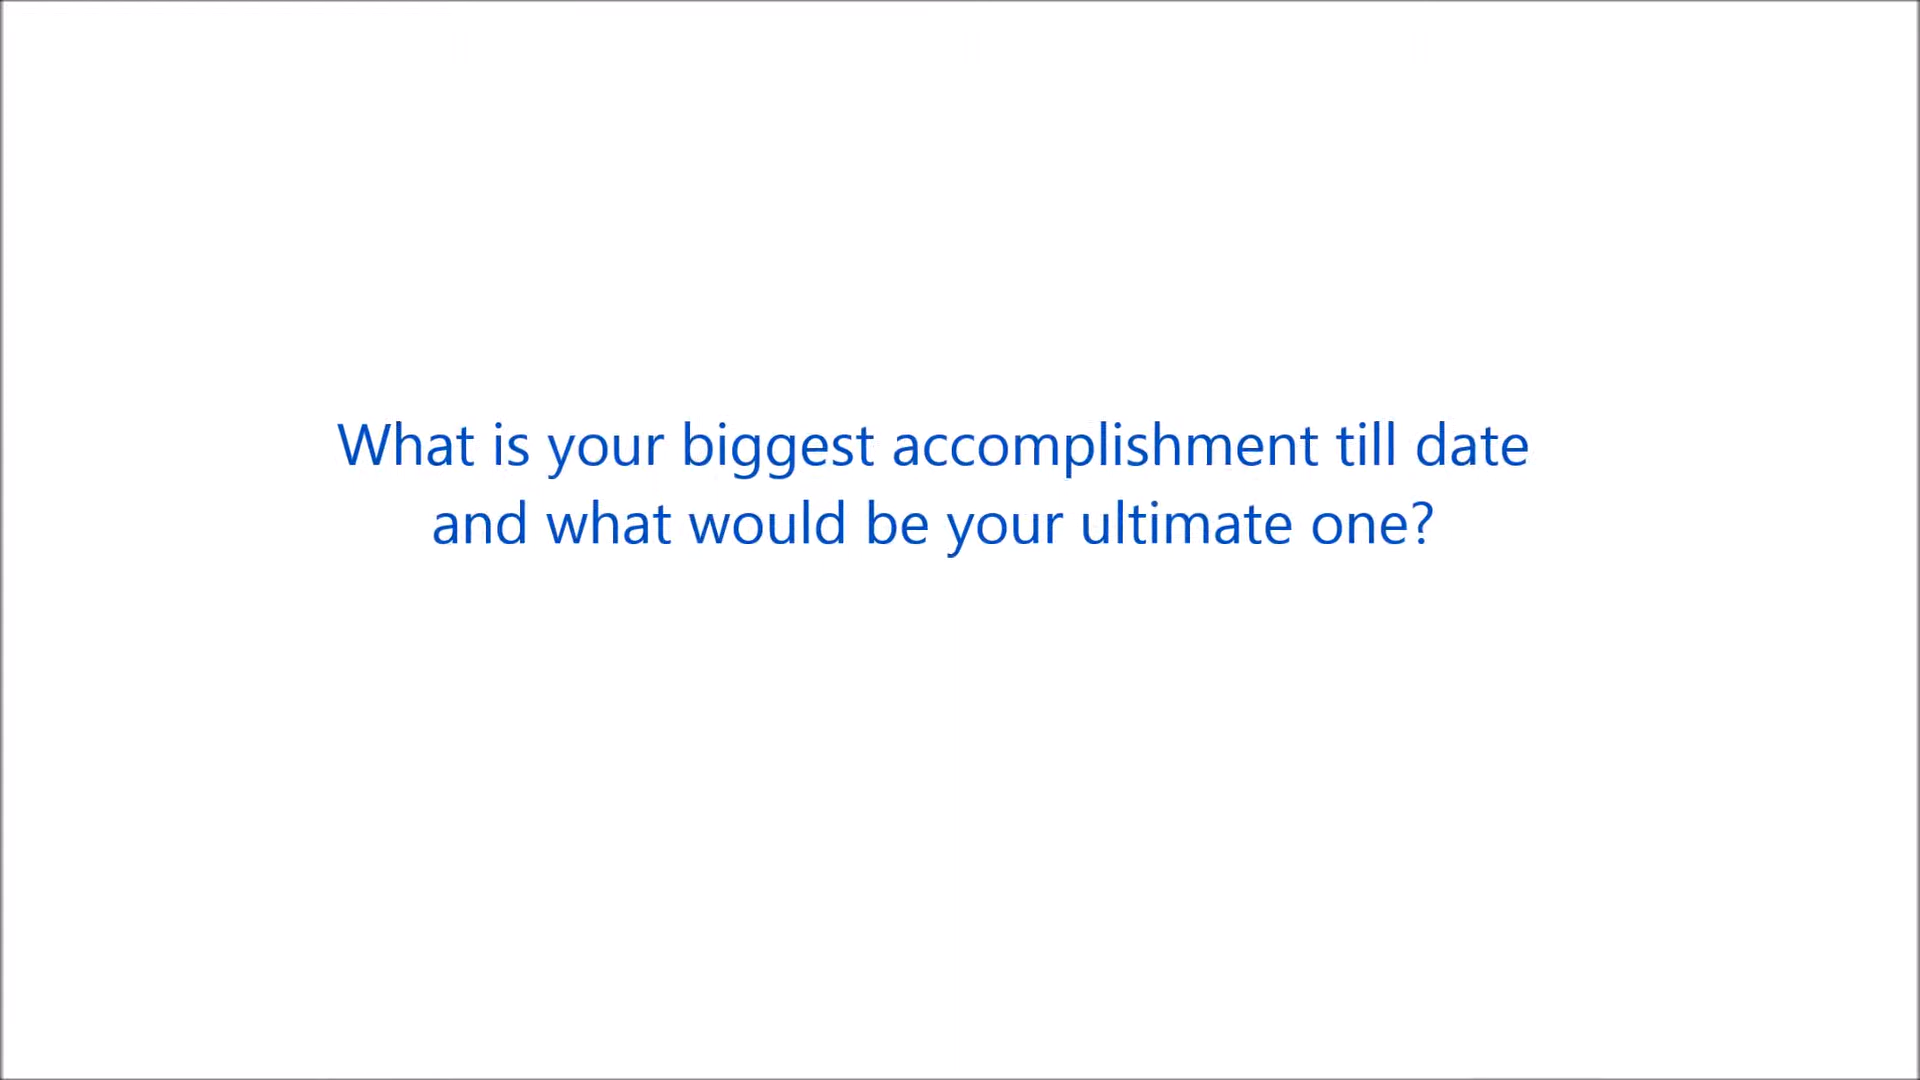 What is your biggest accomplishment till date
and what would be your ultimate one?